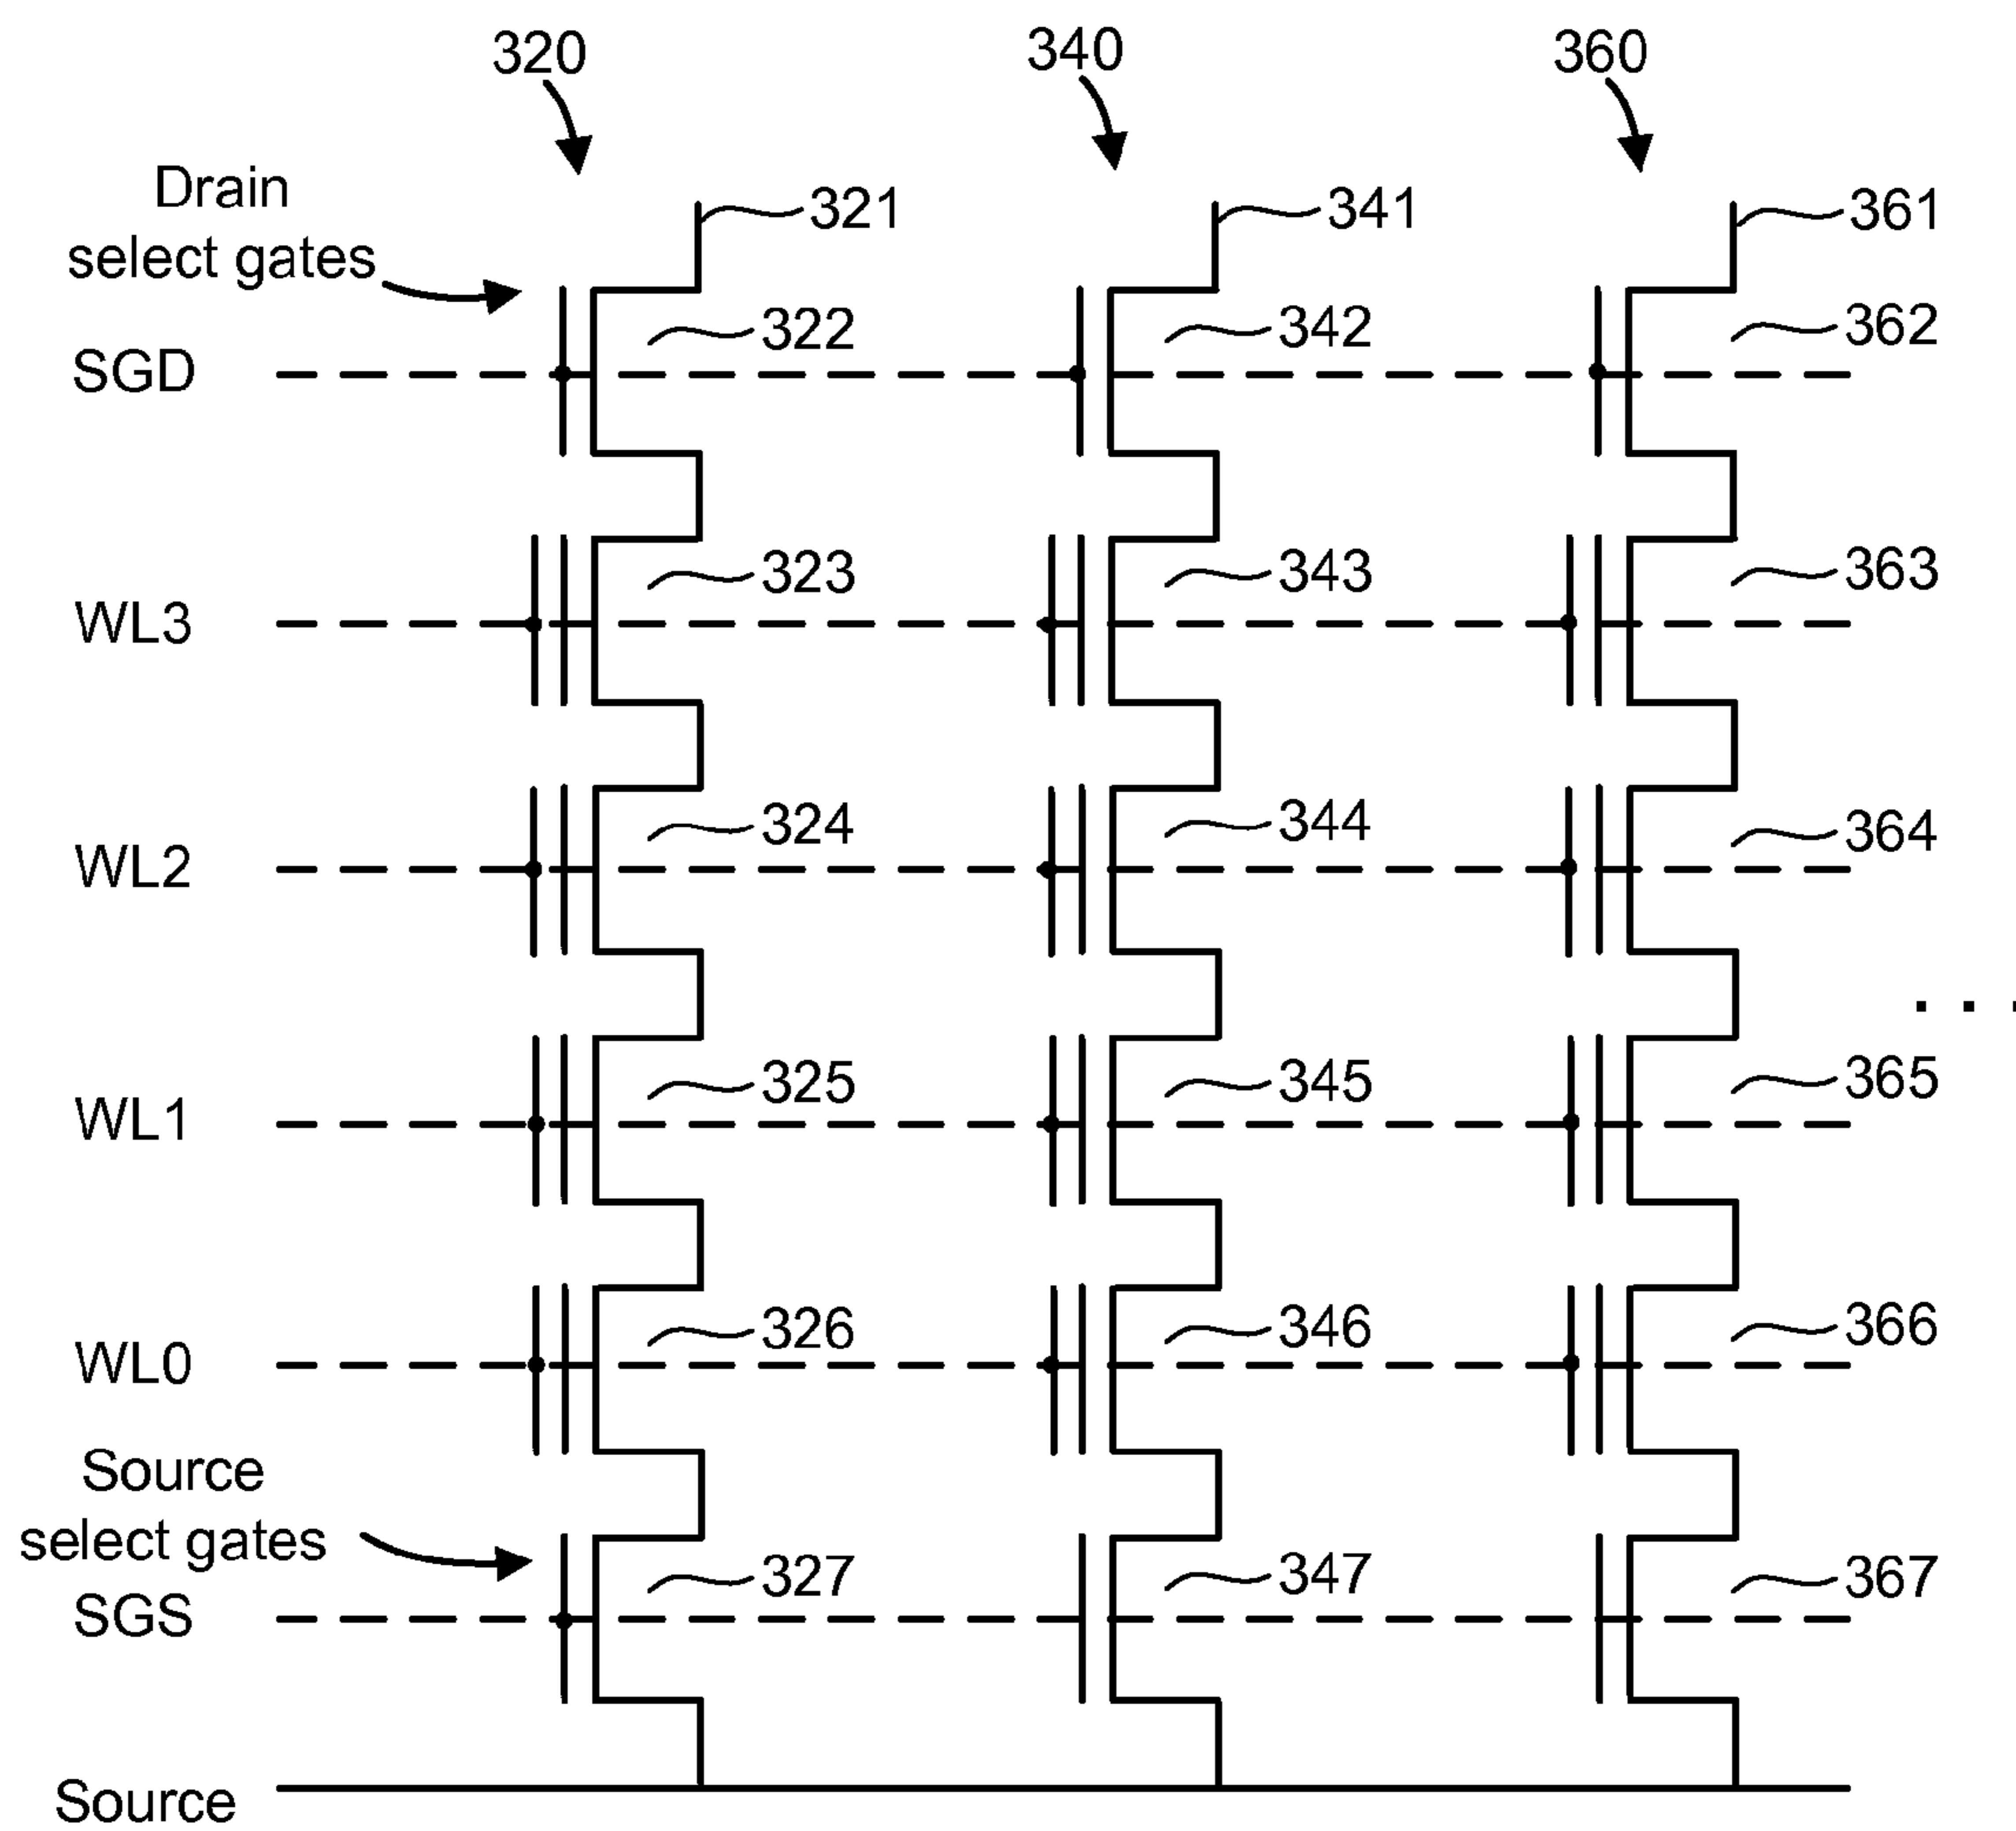 320 340 360
Drain
select gates
321 341 361
322 342 362
SGD
323 343 363
WL3
324 344 364
WL2
. . .
325 345 365
WL1
326 346 366
WL0
Source
select gates
327 347 367
SGS
Source